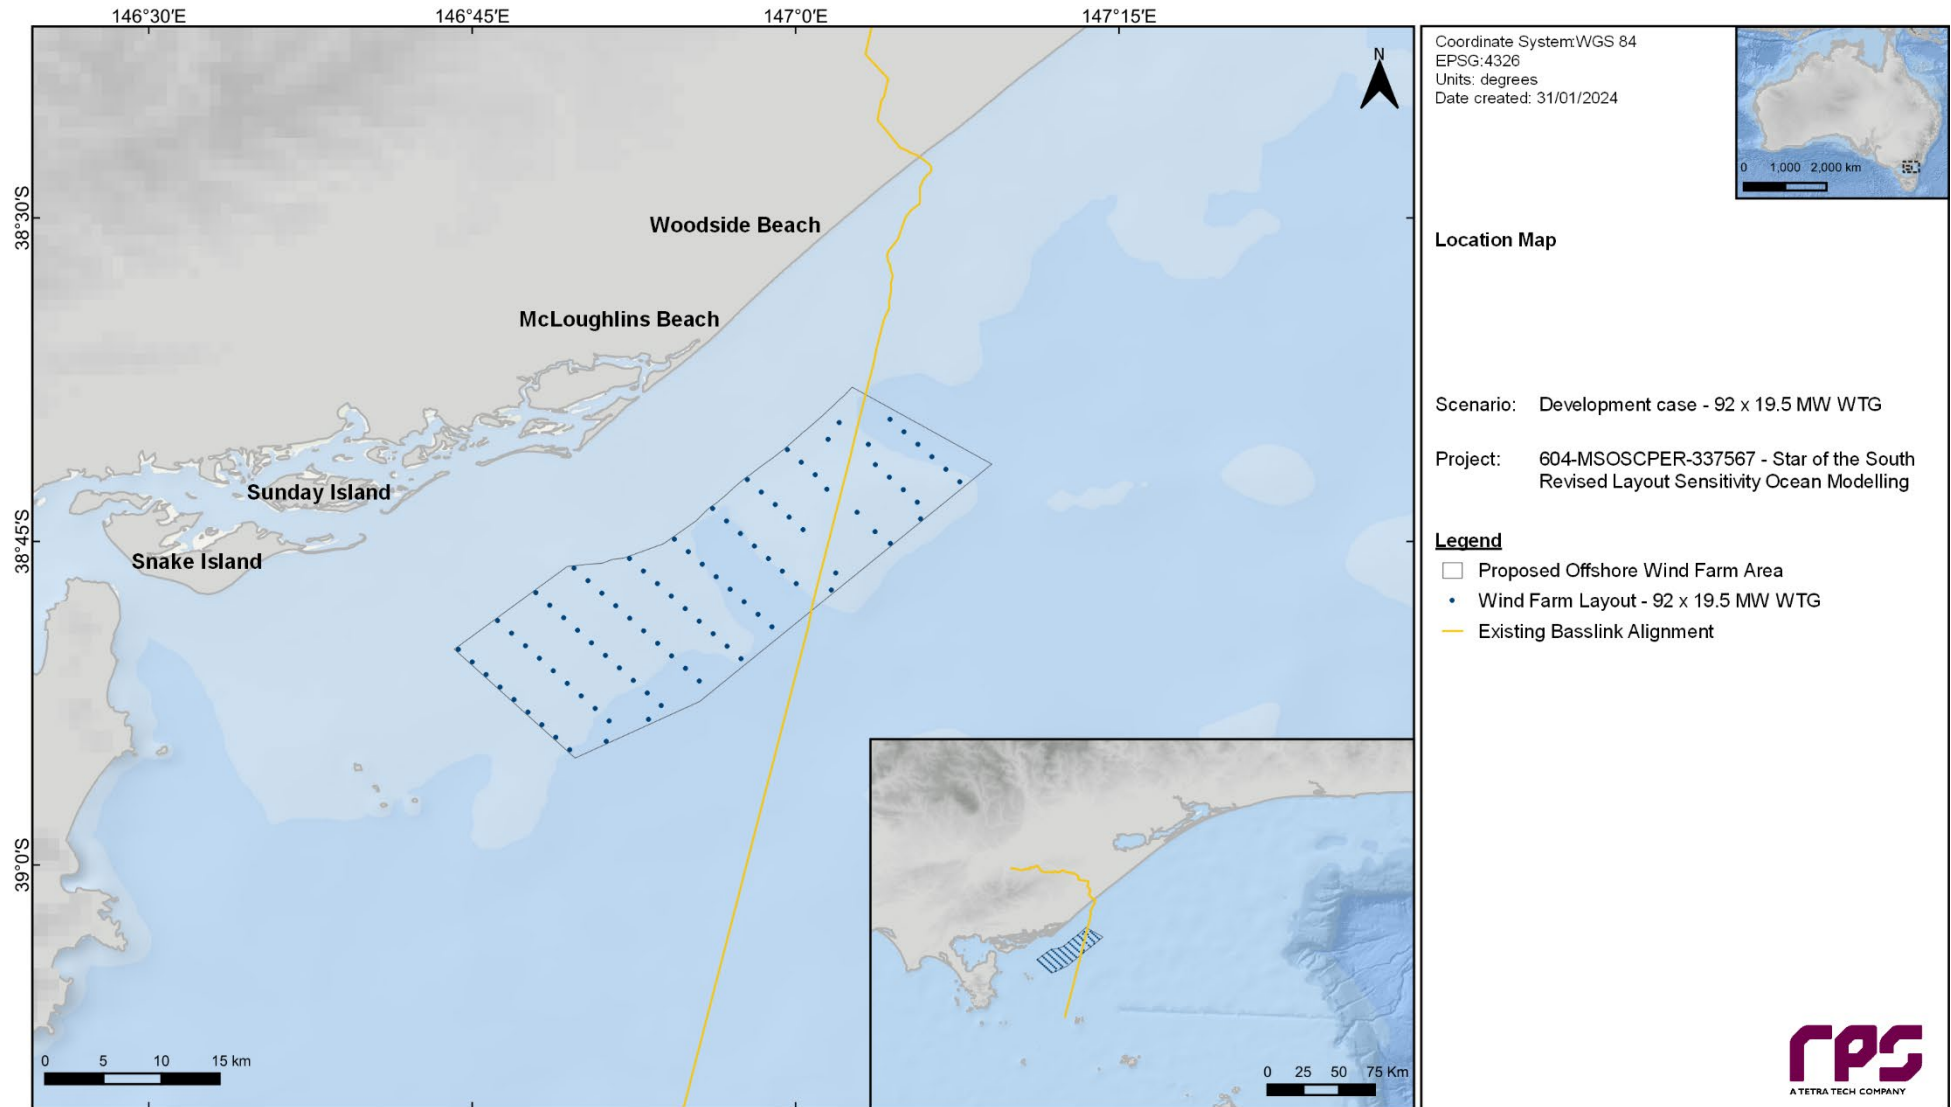 146°30'E
146°45'E
147°0'E
147°15'E
38°30'S
38°45'S
39°0'S
N
Woodside Beach
McLoughlins Beach
Sunday Island
Snake Island
0 5 10 15 km
0 25 50 75 Km
Coordinate System:WGS 84
EPSG:4326
Units: degrees
Date created: 31/01/2024
0 1,000 2,000 km
Location Map
Scenario: Development case - 92 x 19.5 MW WTG
Project: 604-MSOSCPER-337567 - Star of the South
Revised Layout Sensitivity Ocean Modelling
Legend
Proposed Offshore Wind Farm Area
Wind Farm Layout - 92 x 19.5 MW WTG
Existing Basslink Alignment
rps
A TETRA TECH COMPANY